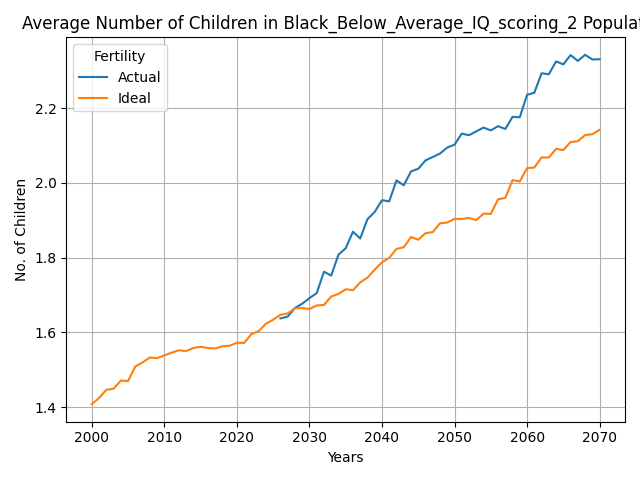 Average Number of Children in Black_Below_Average_IQ_scoring_2 Populat
Fertility
Actual
Ideal
No. of Children
2.2
2.0
1.8
1.6
1.4
2000 2010 2020 2030 2040 2050 2060 2070
Years